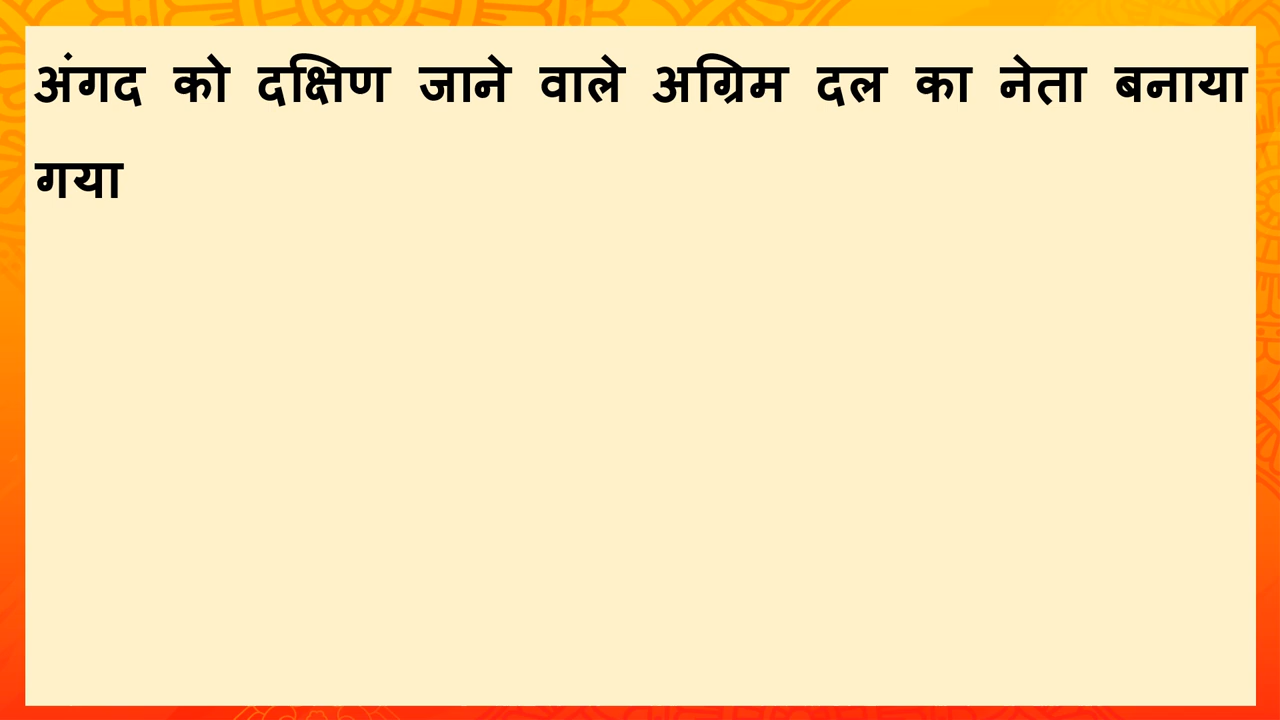 अंगद को दक्षिण जाने वाले अग्रिम दल का नेता बनाया
गया